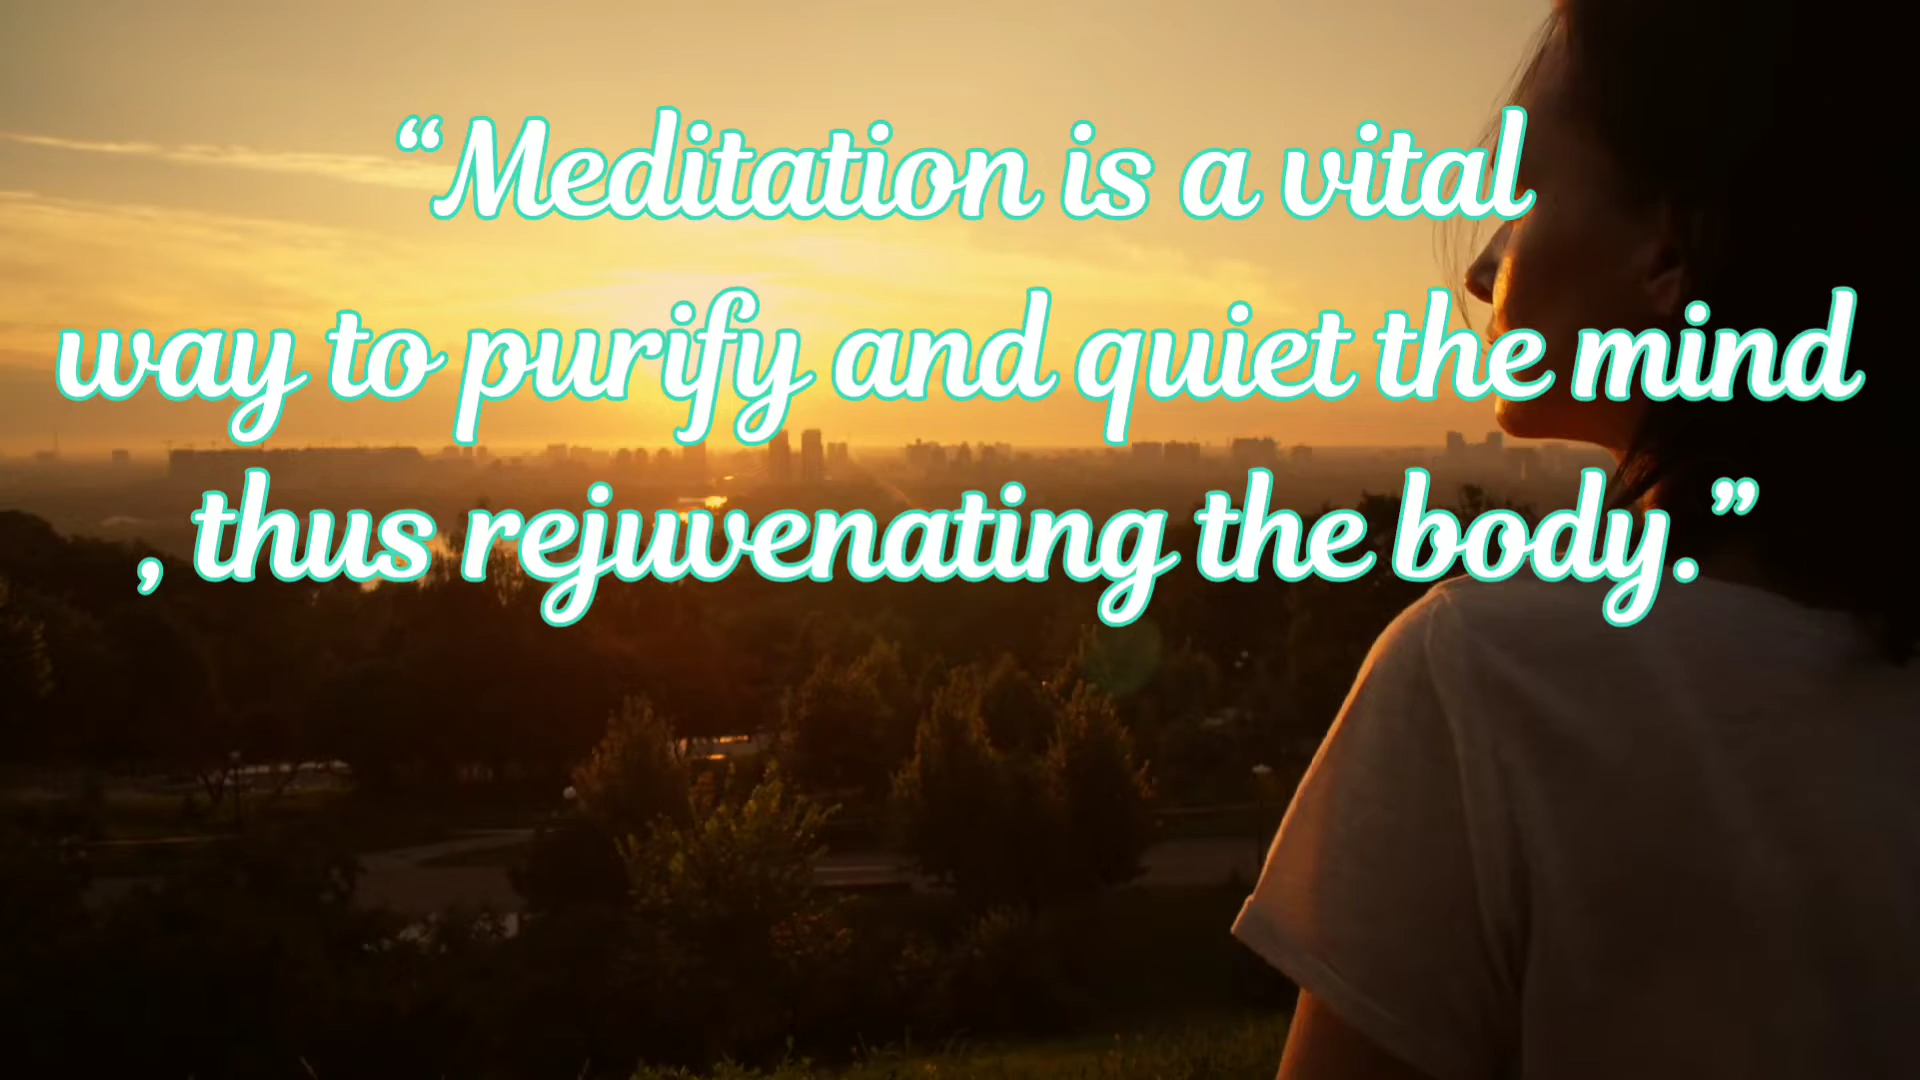 “Meditation is a vital
way to purify and quiet the mind
, thus rejuvenating the body.”